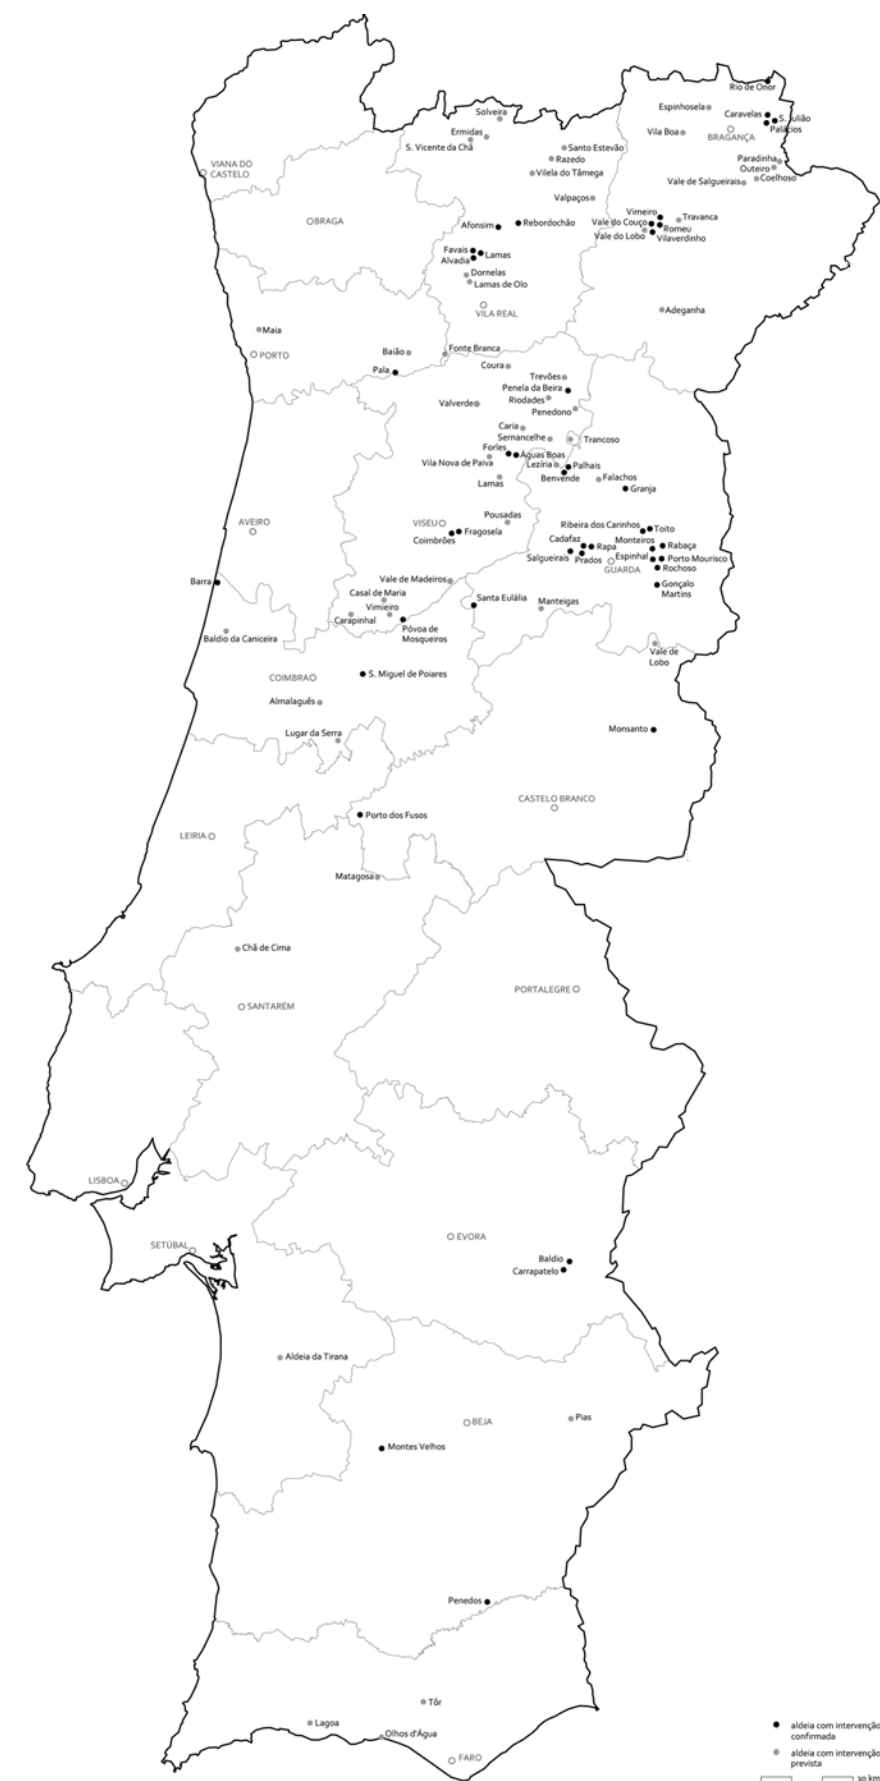 Rio de Onor
Espinhosela
Caravelas
S. Julião
Palácios
Solveira
Ermidas
S. Vicente da Chã
Vila Boa
BRAGANÇA
Santo Estevão
Razedo
Vilela do Tâmega
Paradinha
Outeiro
Coelhoso
Vale de Salgueirais
VIANA DO
CASTELO
Valpaços
BRAGA
Afonsim
Rebordochão
Vimeiro
Travanca
Vale do Couço
Romeu
Vale do Lobo
Vilaverdinho
Favais
Lamas
Alvadia
Dornelas
Lamas de Olo
VILA REAL
Adeganha
Maia
PORTO
Baião
Fonte Branca
Pala
Coura
Trevões
Penela da Beira
Riodades
Valverde
Penedono
Caria
Sernancelhe
Trancoso
Forles
Águas Boas
Vila Nova de Paiva
Lezíria
Palhais
Benvende
Lamas
Falachos
Granja
AVEIRO
VISEU
Pousadas
Fragosela
Coimbrões
Ribeira dos Carinhos
Toito
Cadafaz
Rapa
Monteiros
Rabaça
Salgueirais
Prados
Espinhal
Porto Mourisco
GUARDA
Rochoso
Gonçalo
Martins
Barra
Vale de Madeiros
Casal de Maria
Vimieiro
Carapinhal
Póvoa de
Mosqueiros
Santa Eulália
Manteigas
Baldio da Caniceira
Vale de
Lobo
COIMBRA
S. Miguel de Poiares
Almalaguês
Lugar da Serra
Monsanto
CASTELO BRANCO
Porto dos Fusos
LEIRIA
Matagosa
Chã de Cima
PORTALEGRE
SANTARÉM
LISBOA
ÉVORA
SETÚBAL
Baldio
Carrapatelo
Aldeia da Tirana
BEJA
Pias
Montes Velhos
Penedos
Tôr
Lagoa
Olhos d'Água
FARO
aldeia com intervenção
confirmada
aldeia com intervenção
prevista
20 km